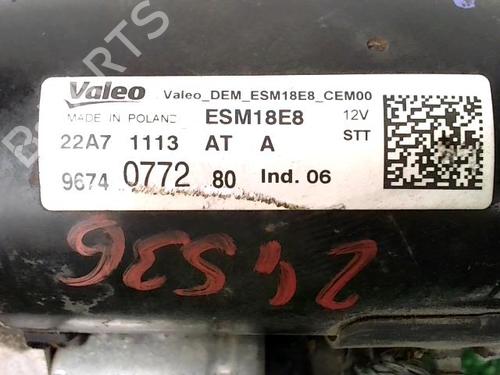 Valeo Valeo_DEM_ESM18E8_CEM00
MADE IN POLAND ESM18E8 12V
22A7 1113 AT A STT
9674 0772 80 Ind. 06